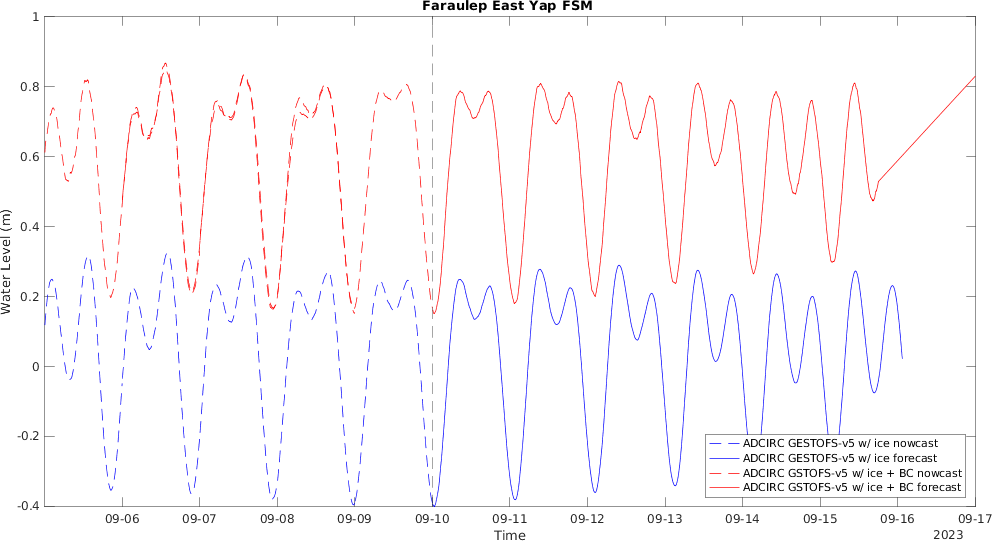 Faraulep East Yap FSM
1
0.8
0.6
0.4
0.2
0
-0.2
-0.4
Water Level (m)
ADCIRC GESTOFS-v5 w/ ice nowcast
ADCIRC GESTOFS-v5 w/ ice forecast
ADCIRC GSTOFS-v5 w/ ice + BC nowcast
ADCIRC GSTOFS-v5 w/ ice + BC forecast
09-06 09-07 09-08 09-09 09-10 09-11 09-12 09-13 09-14 09-15 09-16 09-17
Time
2023